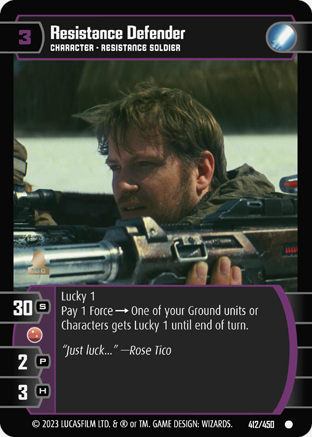 3
Resistance Defender
CHARACTER • RESISTANCE SOLDIER
30 S
2 P
3 H
Lucky 1
Pay 1 Force → One of your Ground units or
Characters gets Lucky 1 until end of turn.
"Just luck..." —Rose Tico
© 2023 LUCASFILM LTD. & ® or TM. GAME DESIGN: WIZARDS.
412/450